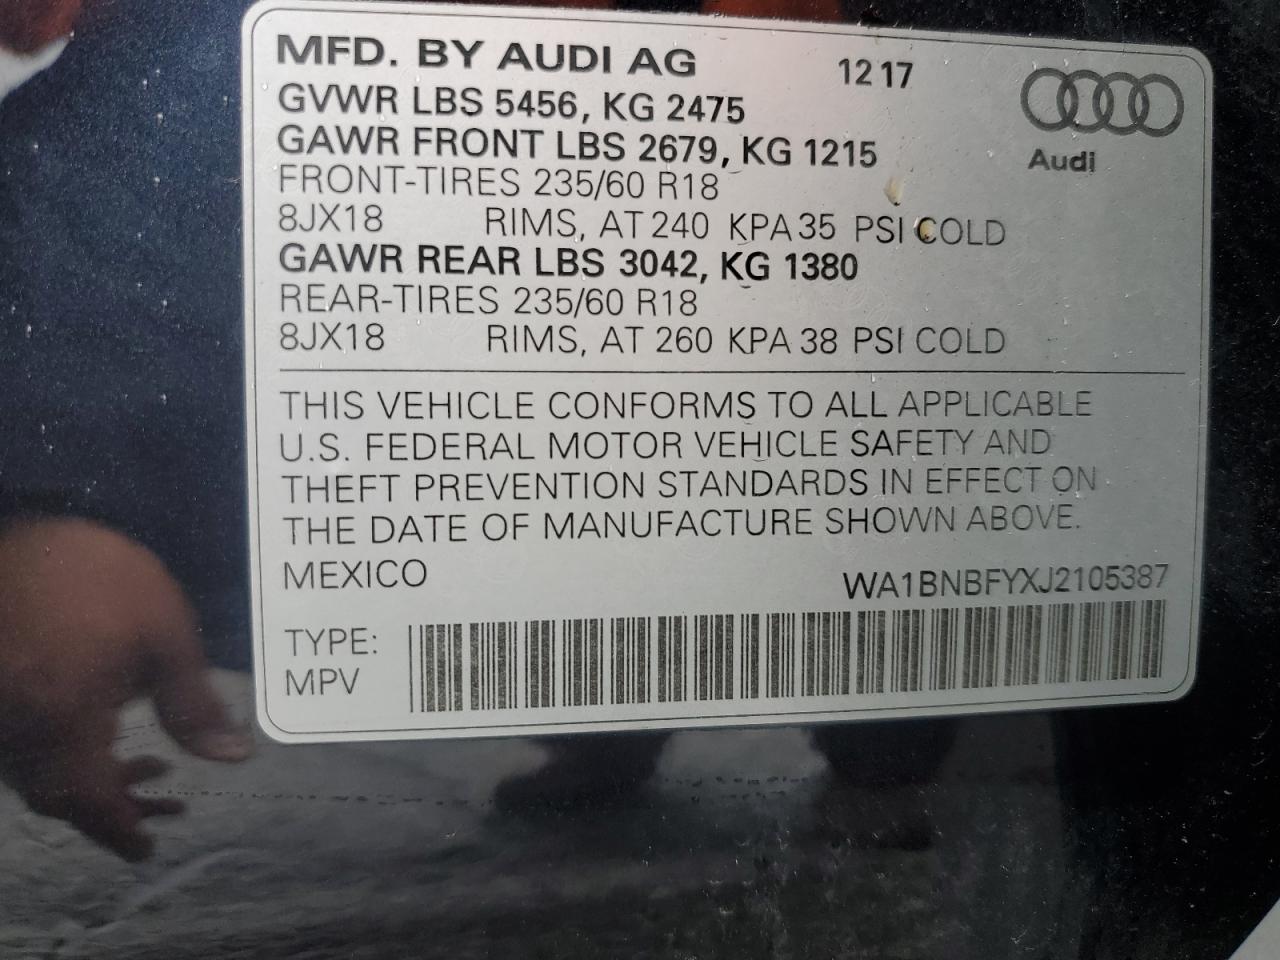 MFD. BY AUDI AG 12 17
GVWR LBS 5456, KG 2475
GAWR FRONT LBS 2679, KG 1215
Audi
FRONT-TIRES 235/60 R18
8JX18 RIMS, AT 240 KPA 35 PSI COLD
GAWR REAR LBS 3042, KG 1380
REAR-TIRES 235/60 R18
8JX18 RIMS, AT 260 KPA 38 PSI COLD
THIS VEHICLE CONFORMS TO ALL APPLICABLE
U.S. FEDERAL MOTOR VEHICLE SAFETY AND
THEFT PREVENTION STANDARDS IN EFFECT ON
THE DATE OF MANUFACTURE SHOWN ABOVE.
MEXICO WA1BNBFYXJ2105387
TYPE:
MPV